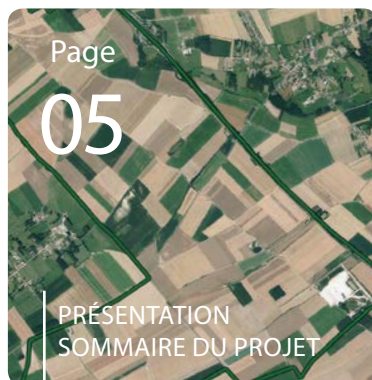 Page
05
PRÉSENTATION
SOMMAIRE DU PROJET